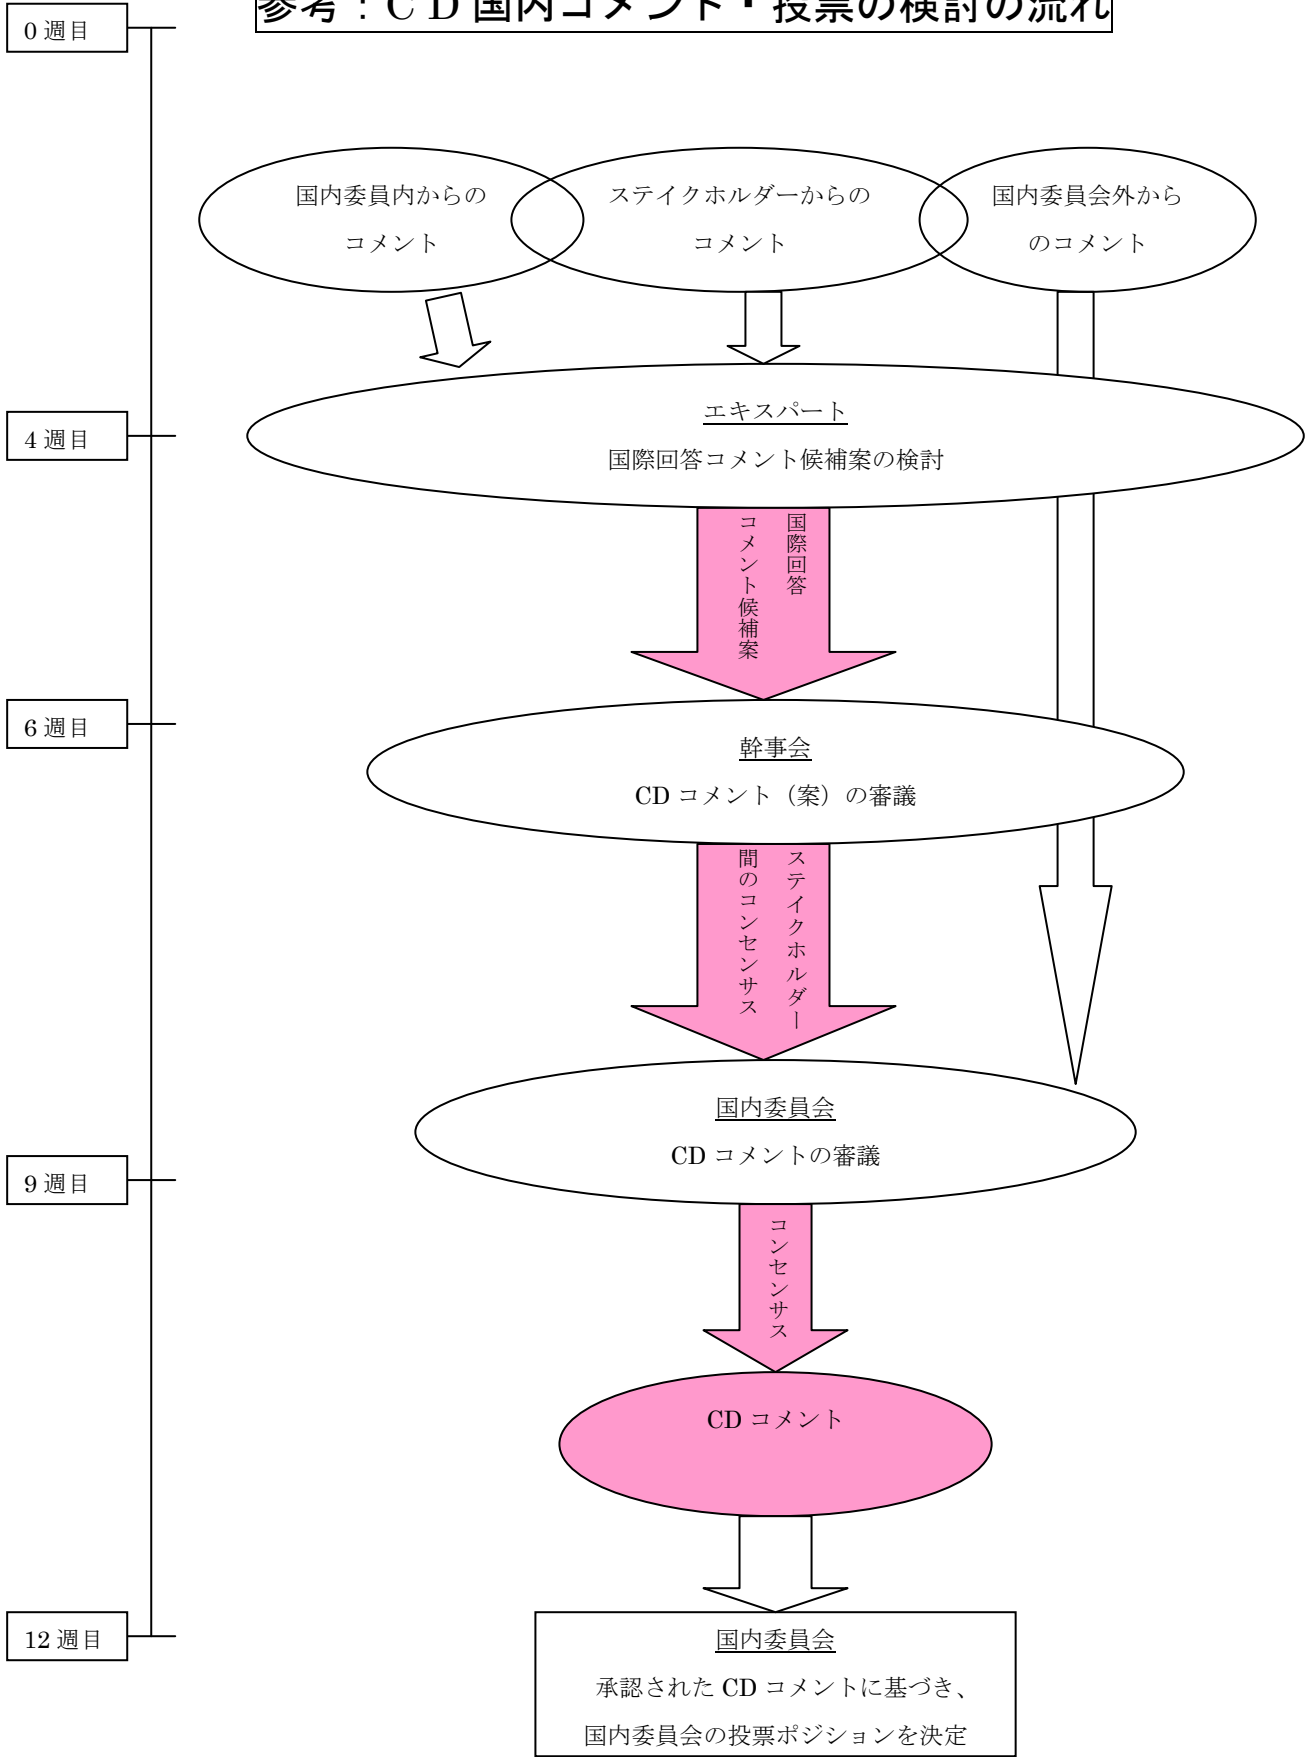 参考：ＣＤ国内コメント・投票の検討の流れ
0 週目
国内委員内からの
コメント
ステイクホルダーからの
コメント
国内委員会外から
のコメント
4 週目
エキスパート
国際回答コメント候補案の検討
国際回答
コメント候補案
6 週目
幹事会
CD コメント（案）の審議
ステイクホルダー
間のコンセンサス
国内委員会
CD コメントの審議
9 週目
コンセンサス
CD コメント
12 週目
国内委員会
承認された CD コメントに基づき、
国内委員会の投票ポジションを決定